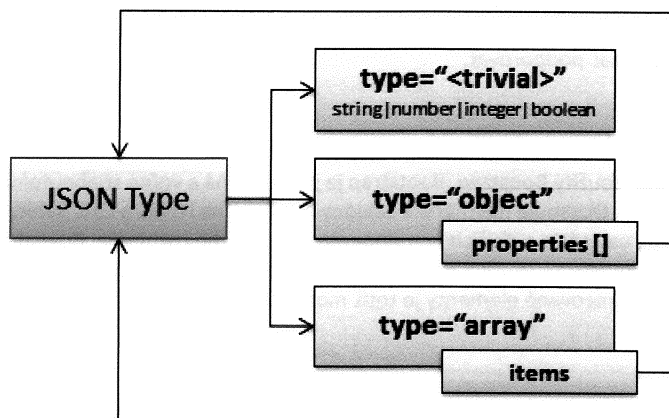 type="<trivial>"
string|number|integer|boolean
JSON Type
type="object"
properties []
type="array"
items